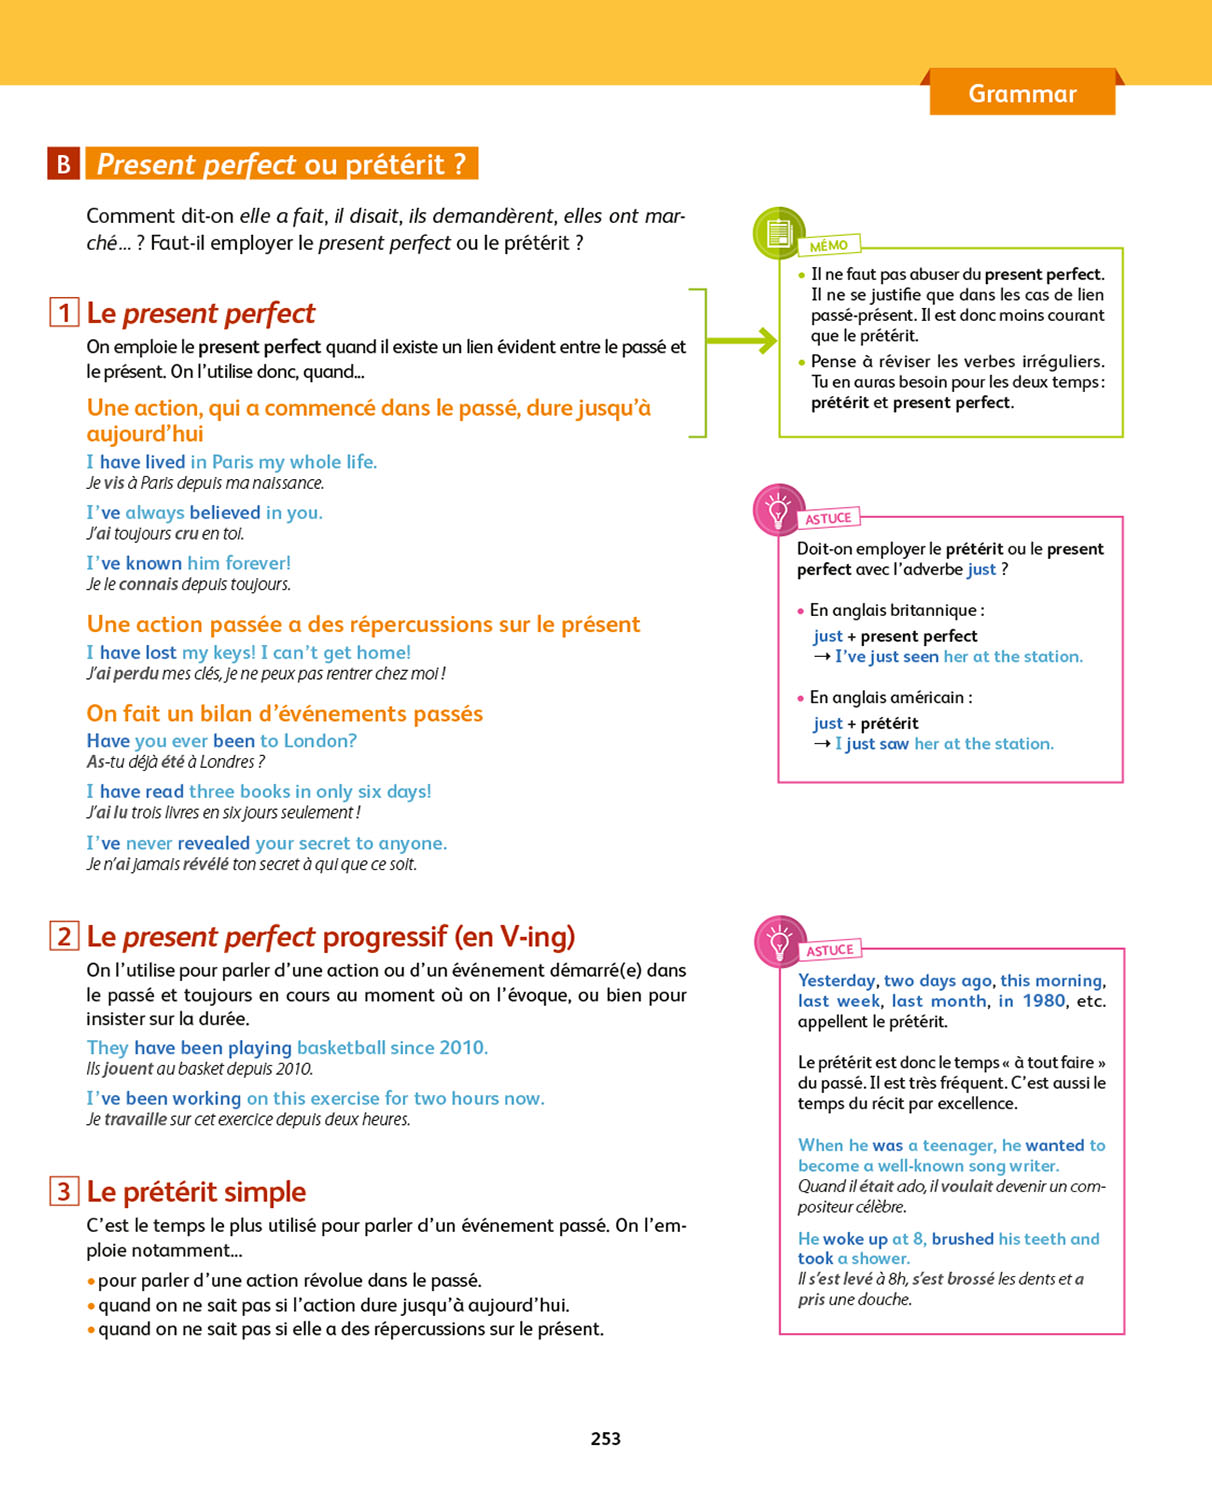 Grammar
B Present perfect ou prétérit ?
Comment dit-on elle a fait, il disait, ils demandèrent, elles ont mar-
ché... ? Faut-il employer le present perfect ou le prétérit ?
1 Le present perfect
On emploie le present perfect quand il existe un lien évident entre le passé et
le présent. On l'utilise donc, quand...
Une action, qui a commencé dans le passé, dure jusqu'à
aujourd'hui
I have lived in Paris my whole life.
Je vis à Paris depuis ma naissance.
I've always believed in you.
J'ai toujours cru en toi.
I've known him forever!
Je le connais depuis toujours.
Une action passée a des répercussions sur le présent
I have lost my keys! I can't get home!
J'ai perdu mes clés, je ne peux pas rentrer chez moi !
On fait un bilan d'événements passés
Have you ever been to London?
As-tu déjà été à Londres ?
I have read three books in only six days!
J'ai lu trois livres en six jours seulement !
I've never revealed your secret to anyone.
Je n'ai jamais révélé ton secret à qui que ce soit.
MÉMO
• Il ne faut pas abuser du present perfect.
Il ne se justifie que dans les cas de lien
passé-présent. Il est donc moins courant
que le prétérit.
• Pense à réviser les verbes irréguliers.
Tu en auras besoin pour les deux temps :
prétérit et present perfect.
ASTUCE
Doit-on employer le prétérit ou le present
perfect avec l'adverbe just ?
• En anglais britannique :
just + present perfect
→ I've just seen her at the station.
• En anglais américain :
just + prétérit
→ I just saw her at the station.
2 Le present perfect progressif (en V-ing)
On l'utilise pour parler d'une action ou d'un événement démarré(e) dans
le passé et toujours en cours au moment où on l'évoque, ou bien pour
insister sur la durée.
They have been playing basketball since 2010.
Ils jouent au basket depuis 2010.
I've been working on this exercise for two hours now.
Je travaille sur cet exercice depuis deux heures.
3 Le prétérit simple
C'est le temps le plus utilisé pour parler d'un événement passé. On l'em-
ploie notamment...
• pour parler d'une action révolue dans le passé.
• quand on ne sait pas si l'action dure jusqu'à aujourd'hui.
• quand on ne sait pas si elle a des répercussions sur le présent.
ASTUCE
Yesterday, two days ago, this morning,
last week, last month, in 1980, etc.
appellent le prétérit.
Le prétérit est donc le temps « à tout faire »
du passé. Il est très fréquent. C'est aussi le
temps du récit par excellence.
When he was a teenager, he wanted to
become a well-known song writer.
Quand il était ado, il voulait devenir un com-
positeur célèbre.
He woke up at 8, brushed his teeth and
took a shower.
Il s'est levé à 8h, s'est brossé les dents et a
pris une douche.
253